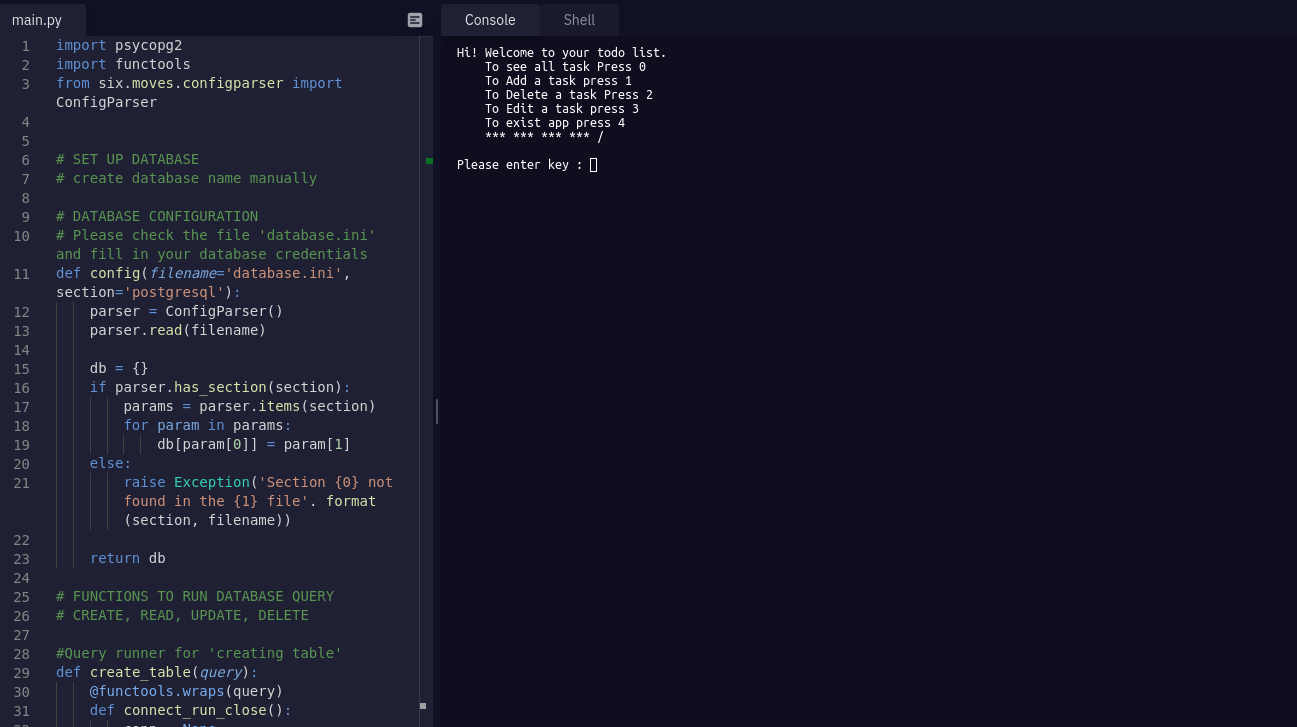 main.py
1 import psycopg2
2 import functools
3 from six.moves.configparser import
ConfigParser
4
5
6 # SET UP DATABASE
7 # create database name manually
8
9 # DATABASE CONFIGURATION
10 # Please check the file 'database.ini'
and fill in your database credentials
11 def config(filename='database.ini',
section='postgresql'):
12 parser = ConfigParser()
13 parser.read(filename)
14
15 db = {}
16 if parser.has_section(section):
17 params = parser.items(section)
18 for param in params:
19 db[param[0]] = param[1]
20 else:
21 raise Exception('Section {0} not
found in the {1} file'. format
(section, filename))
22
23 return db
24
25 # FUNCTIONS TO RUN DATABASE QUERY
26 # CREATE, READ, UPDATE, DELETE
27
28 #Query runner for 'creating table'
29 def create_table(query):
30 @functools.wraps(query)
31 def connect_run_close():
32 conn = None
Console Shell
Hi! Welcome to your todo list.
To see all task Press 0
To Add a task press 1
To Delete a task Press 2
To Edit a task press 3
To exist app press 4
*** *** *** *** /
Please enter key :